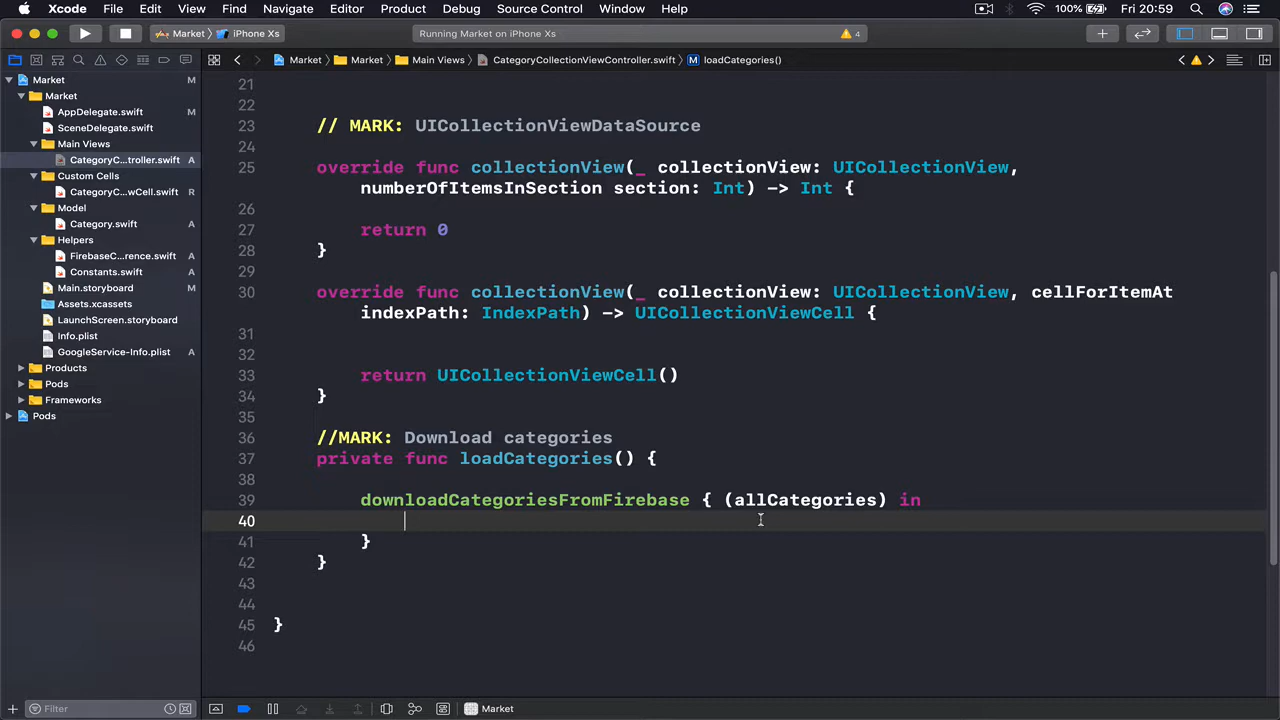 Xcode File Edit View Find Navigate Editor Product Debug Source Control Window Help 100% Fri 20:59
Market iPhone Xs Running Market on iPhone Xs 4
Market Market Main Views CategoryCollectionViewController.swift M loadCategories()
Market M
Market
AppDelegate.swift M
SceneDelegate.swift
Main Views
CategoryC...troller.swift A
Custom Cells
CategoryC...wCell.swift R
Model
Category.swift A
Helpers
FirebaseC...rence.swift A
Constants.swift A
Main.storyboard M
Assets.xcassets
LaunchScreen.storyboard
Info.plist
GoogleService-Info.plist A
Products
Pods
Frameworks
Pods
Filter
21
22
23 // MARK: UICollectionViewDataSource
24
25 override func collectionView(_ collectionView: UICollectionView,
numberOfItemsInSection section: Int) -> Int {
26
27 return 0
28 }
29
30 override func collectionView(_ collectionView: UICollectionView, cellForItemAt
indexPath: IndexPath) -> UICollectionViewCell {
31
32
33 return UICollectionViewCell()
34 }
35
36 //MARK: Download categories
37 private func loadCategories() {
38
39 downloadCategoriesFromFirebase { (allCategories) in
40
41 }
42 }
43
44
45 }
46
Market